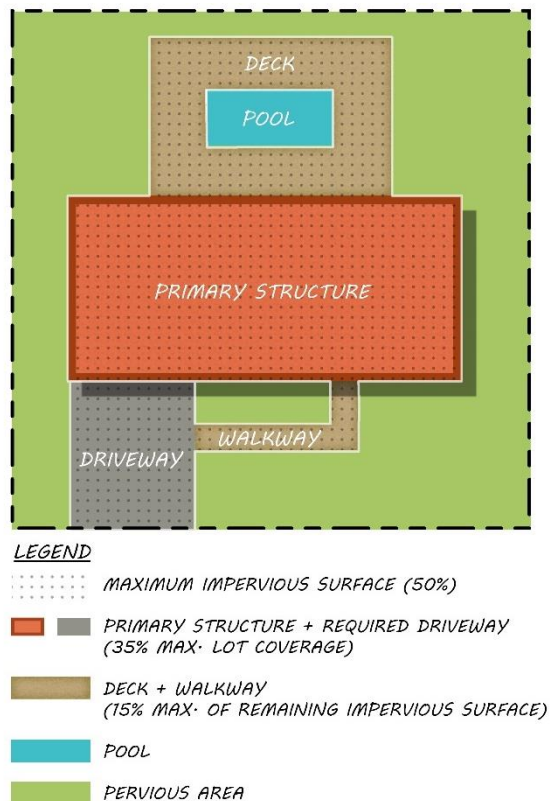 DECK
POOL
PRIMARY STRUCTURE
WALKWAY
DRIVEWAY
LEGEND
MAXIMUM IMPERVIOUS SURFACE (50%)
PRIMARY STRUCTURE + REQUIRED DRIVEWAY
(35% MAX. LOT COVERAGE)
DECK + WALKWAY
(15% MAX. OF REMAINING IMPERVIOUS SURFACE)
POOL
PERVIOUS AREA